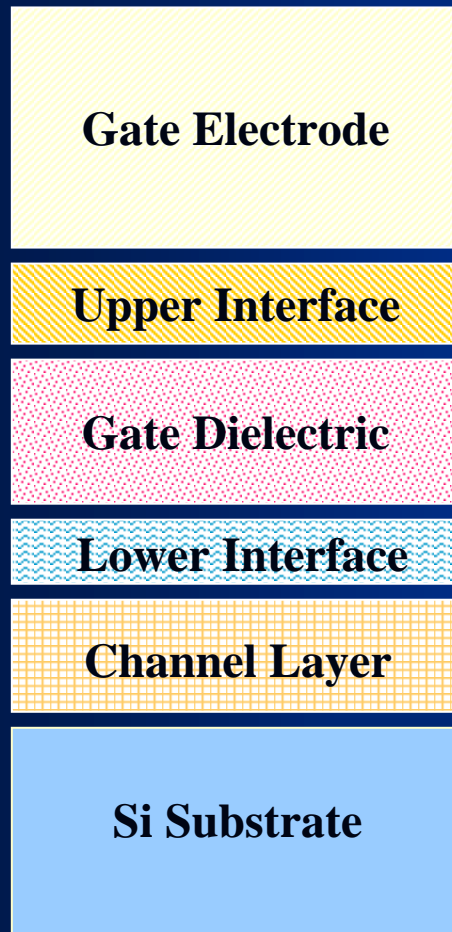 Gate Electrode
Upper Interface
Gate Dielectric
Lower Interface
Channel Layer
Si Substrate